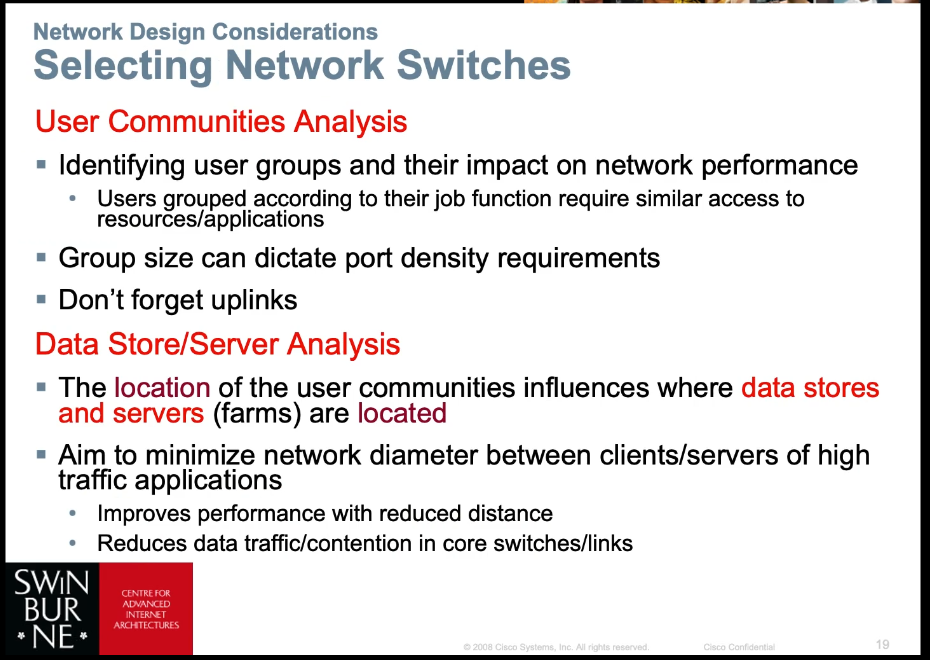 Network Design Considerations
Selecting Network Switches
User Communities Analysis
▪ Identifying user groups and their impact on network performance
• Users grouped according to their job function require similar access to
resources/applications
▪ Group size can dictate port density requirements
▪ Don’t forget uplinks
Data Store/Server Analysis
▪ The location of the user communities influences where data stores
and servers (farms) are located
▪ Aim to minimize network diameter between clients/servers of high
traffic applications
• Improves performance with reduced distance
• Reduces data traffic/contention in core switches/links
SWiN
BUR
* NE *
CENTRE FOR
ADVANCED
INTERNET
ARCHITECTURES
© 2008 Cisco Systems, Inc. All rights reserved.
Cisco Confidential
19